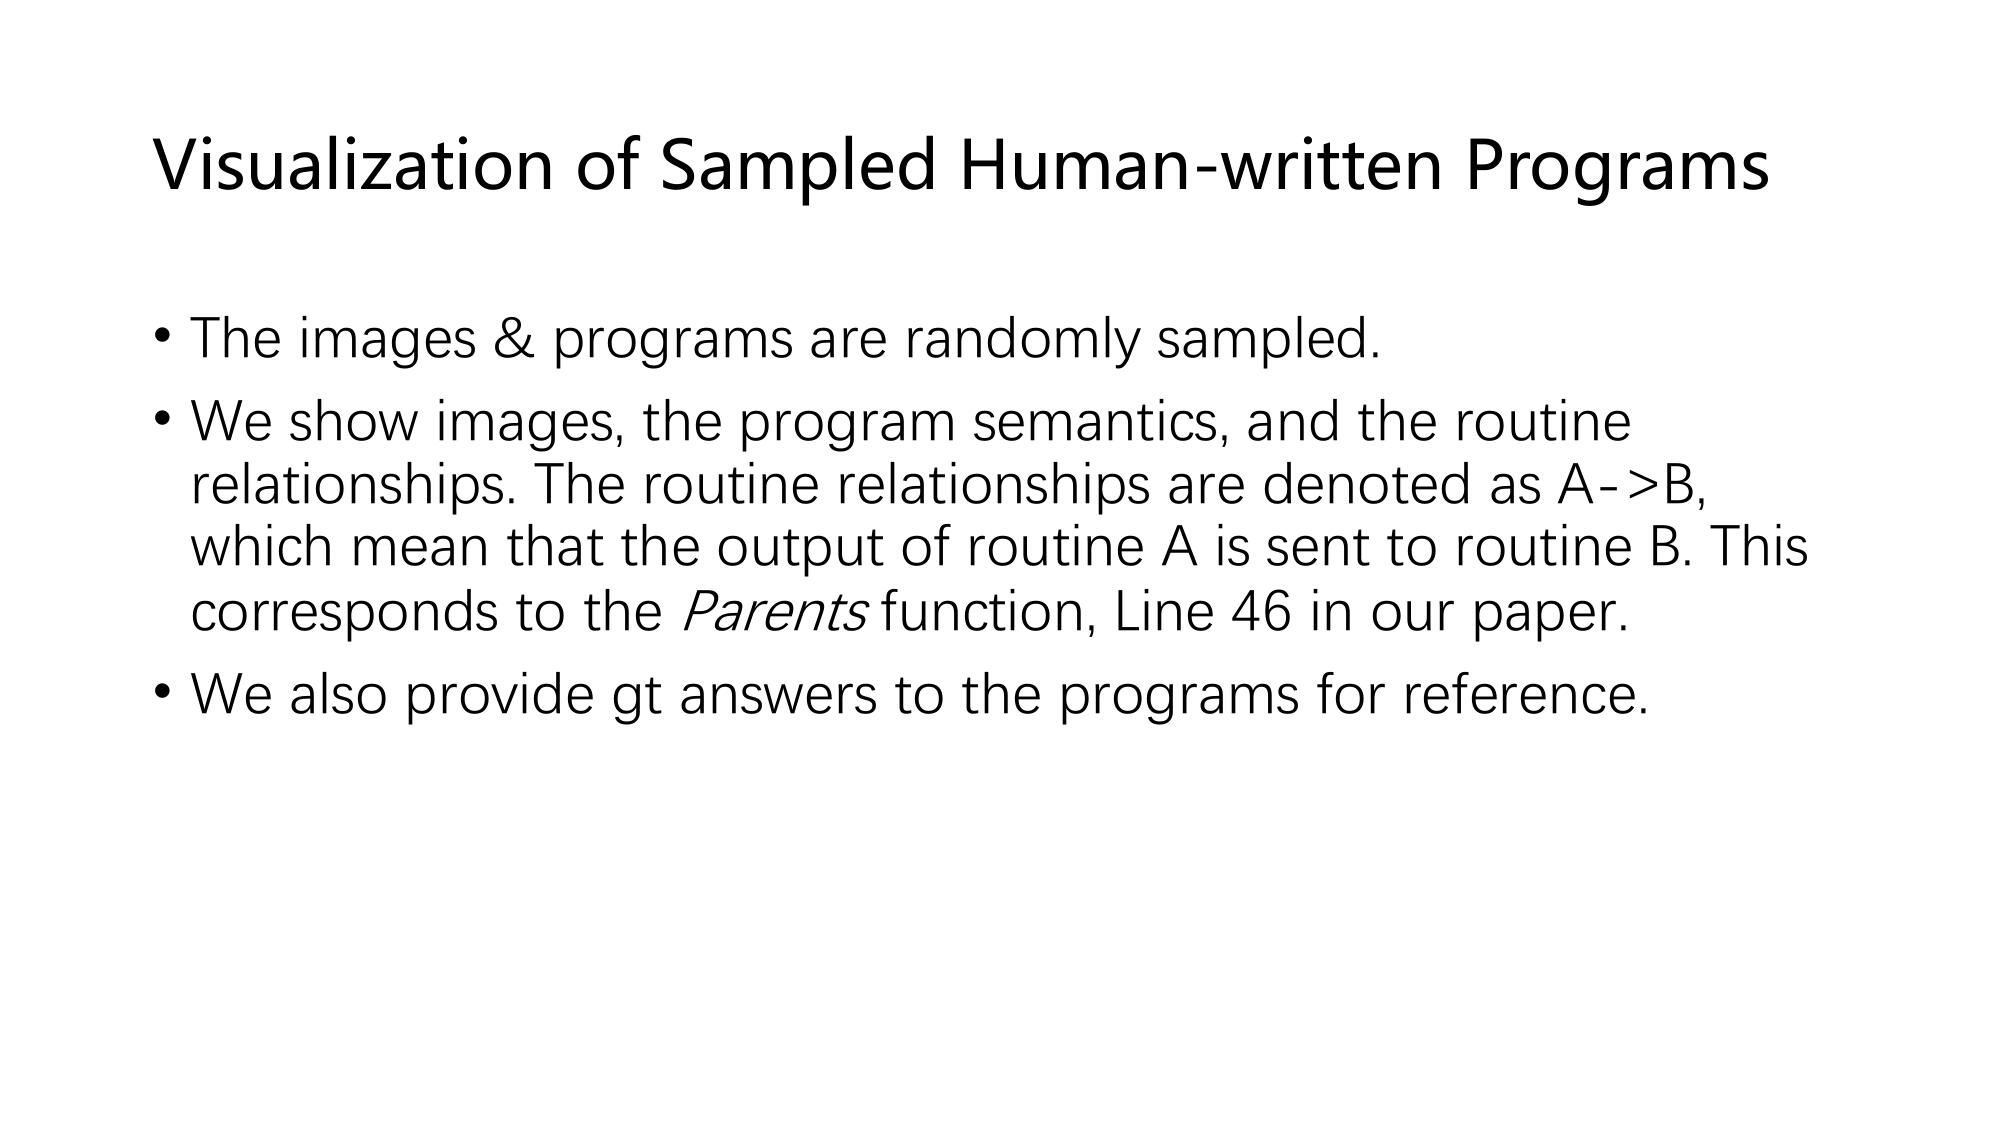 Visualization of Sampled Human-written Programs
• The images & programs are randomly sampled.
• We show images, the program semantics, and the routine
relationships. The routine relationships are denoted as A->B,
which mean that the output of routine A is sent to routine B. This
corresponds to the Parents function, Line 46 in our paper.
• We also provide gt answers to the programs for reference.